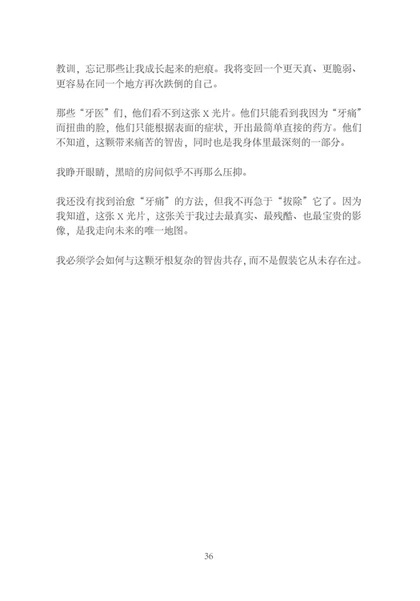 教训，忘记那些让我成长起来的疤痕。我将变回一个更天真、更脆弱、
更容易在同一个地方再次跌倒的自己。
那些“牙医”们，他们看不到这张 X 光片。他们只能看到我因为“牙痛”
而扭曲的脸，他们只能根据表面的症状，开出最简单直接的药方。他们
不知道，这颗带来痛苦的智齿，同时也是我身体里最深刻的一部分。
我睁开眼睛，黑暗的房间似乎不再那么压抑。
我还没有找到治愈“牙痛”的方法，但我不再急于“拔除”它了。因为
我知道，这张 X 光片，这张关于我过去最真实、最残酷、也最宝贵的影
像，是我走向未来的唯一地图。
我必须学会如何与这颗牙根复杂的智齿共存，而不是假装它从未存在过。
36